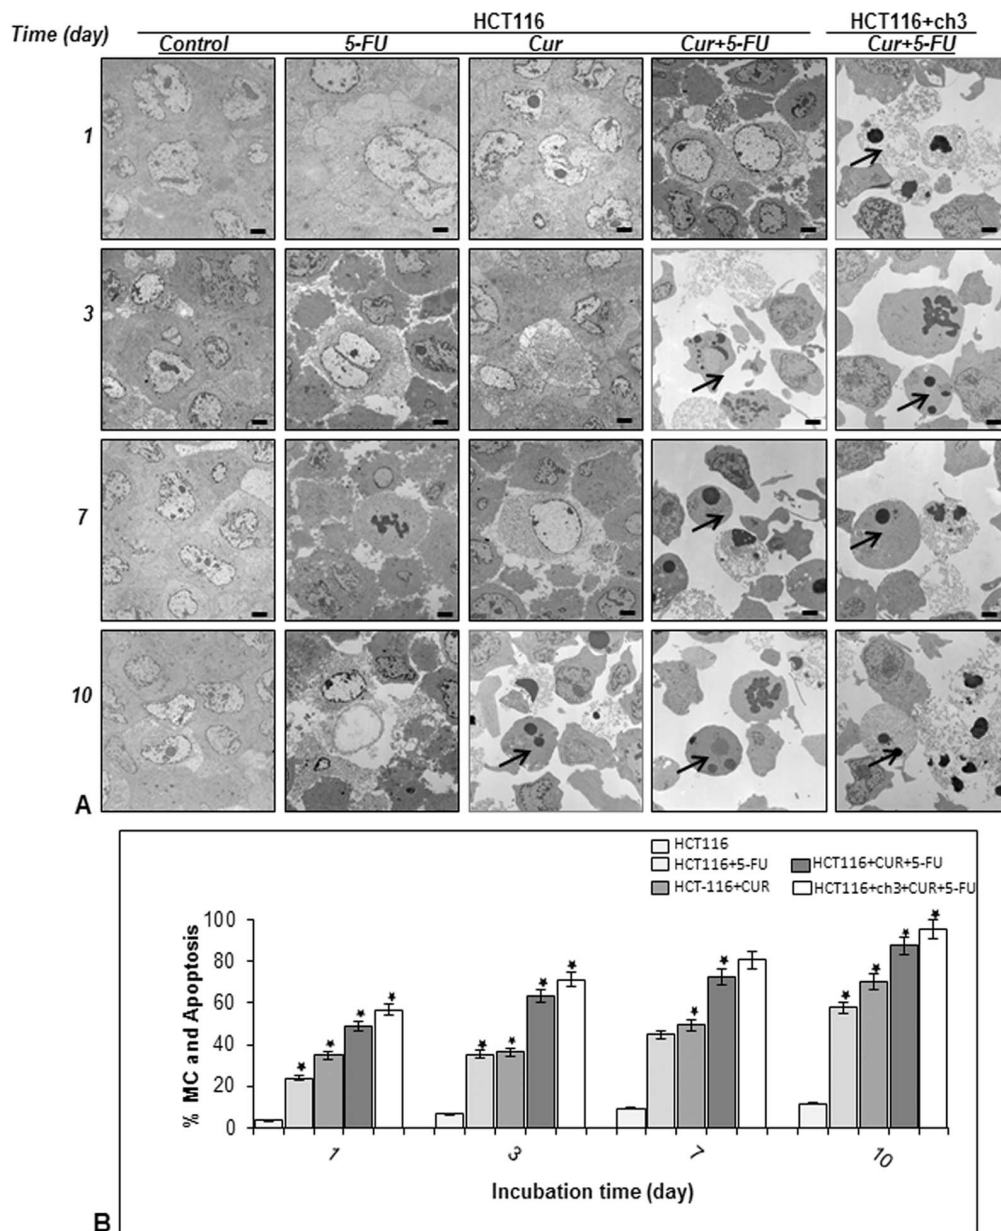 HCT116 HCT116+ch3
Time (day) Control 5-FU Cur Cur+5-FU Cur+5-FU
1
3
7
10
A
HCT116
HCT116+5-FU HCT116+CUR+5-FU
HCT-116+CUR HCT116+ch3+CUR+5-FU
% MC and Apoptosis
100
80
60
40
20
0
1 3 7 10
Incubation time (day)
B